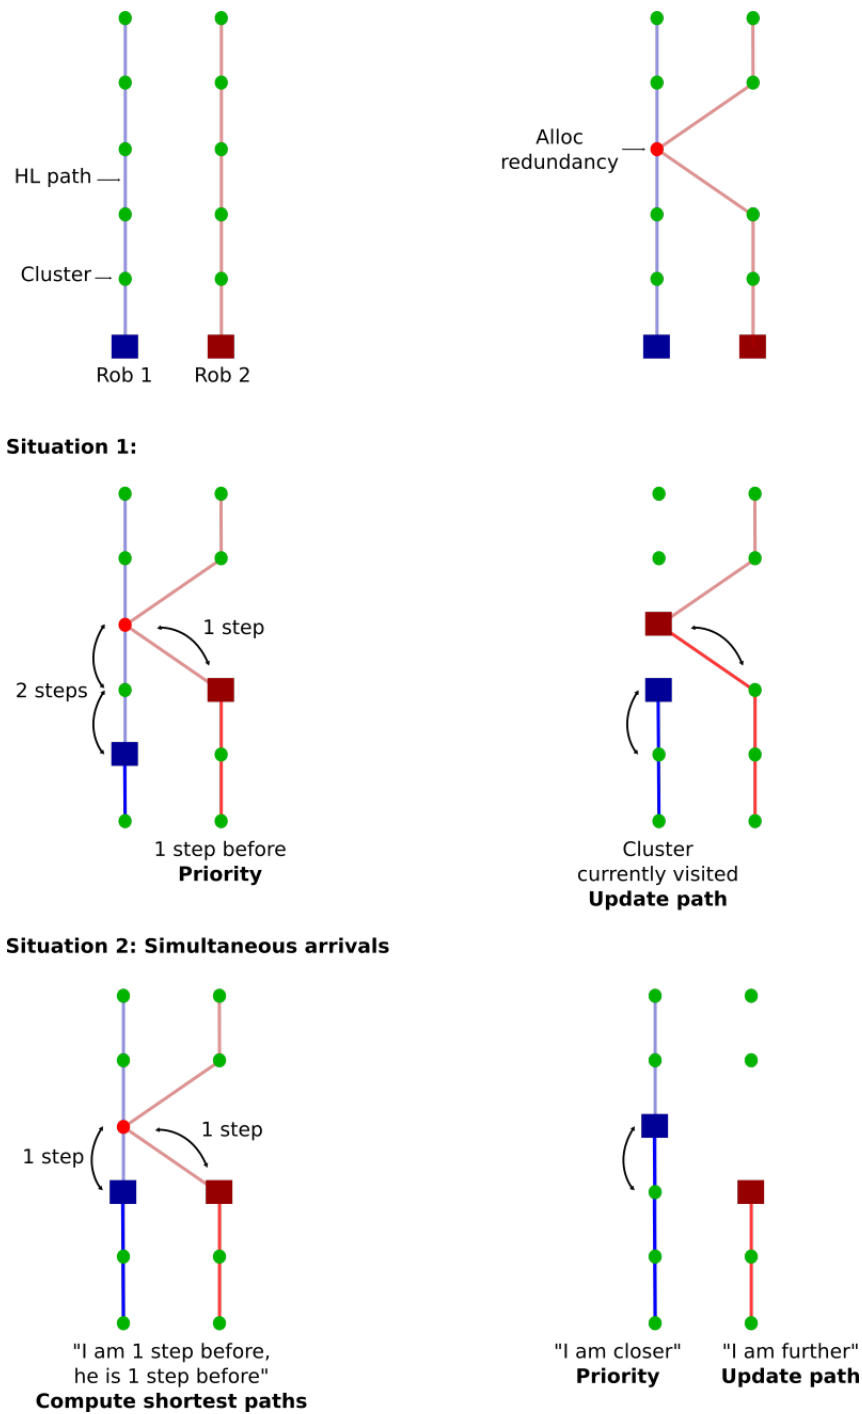 HL path
Cluster
Rob 1
Rob 2
Alloc
redundancy
Situation 1:
1 step
2 steps
1 step before
Priority
Cluster
currently visited
Update path
Situation 2: Simultaneous arrivals
1 step
1 step
"I am 1 step before,
he is 1 step before"
Compute shortest paths
"I am closer"
Priority
"I am further"
Update path